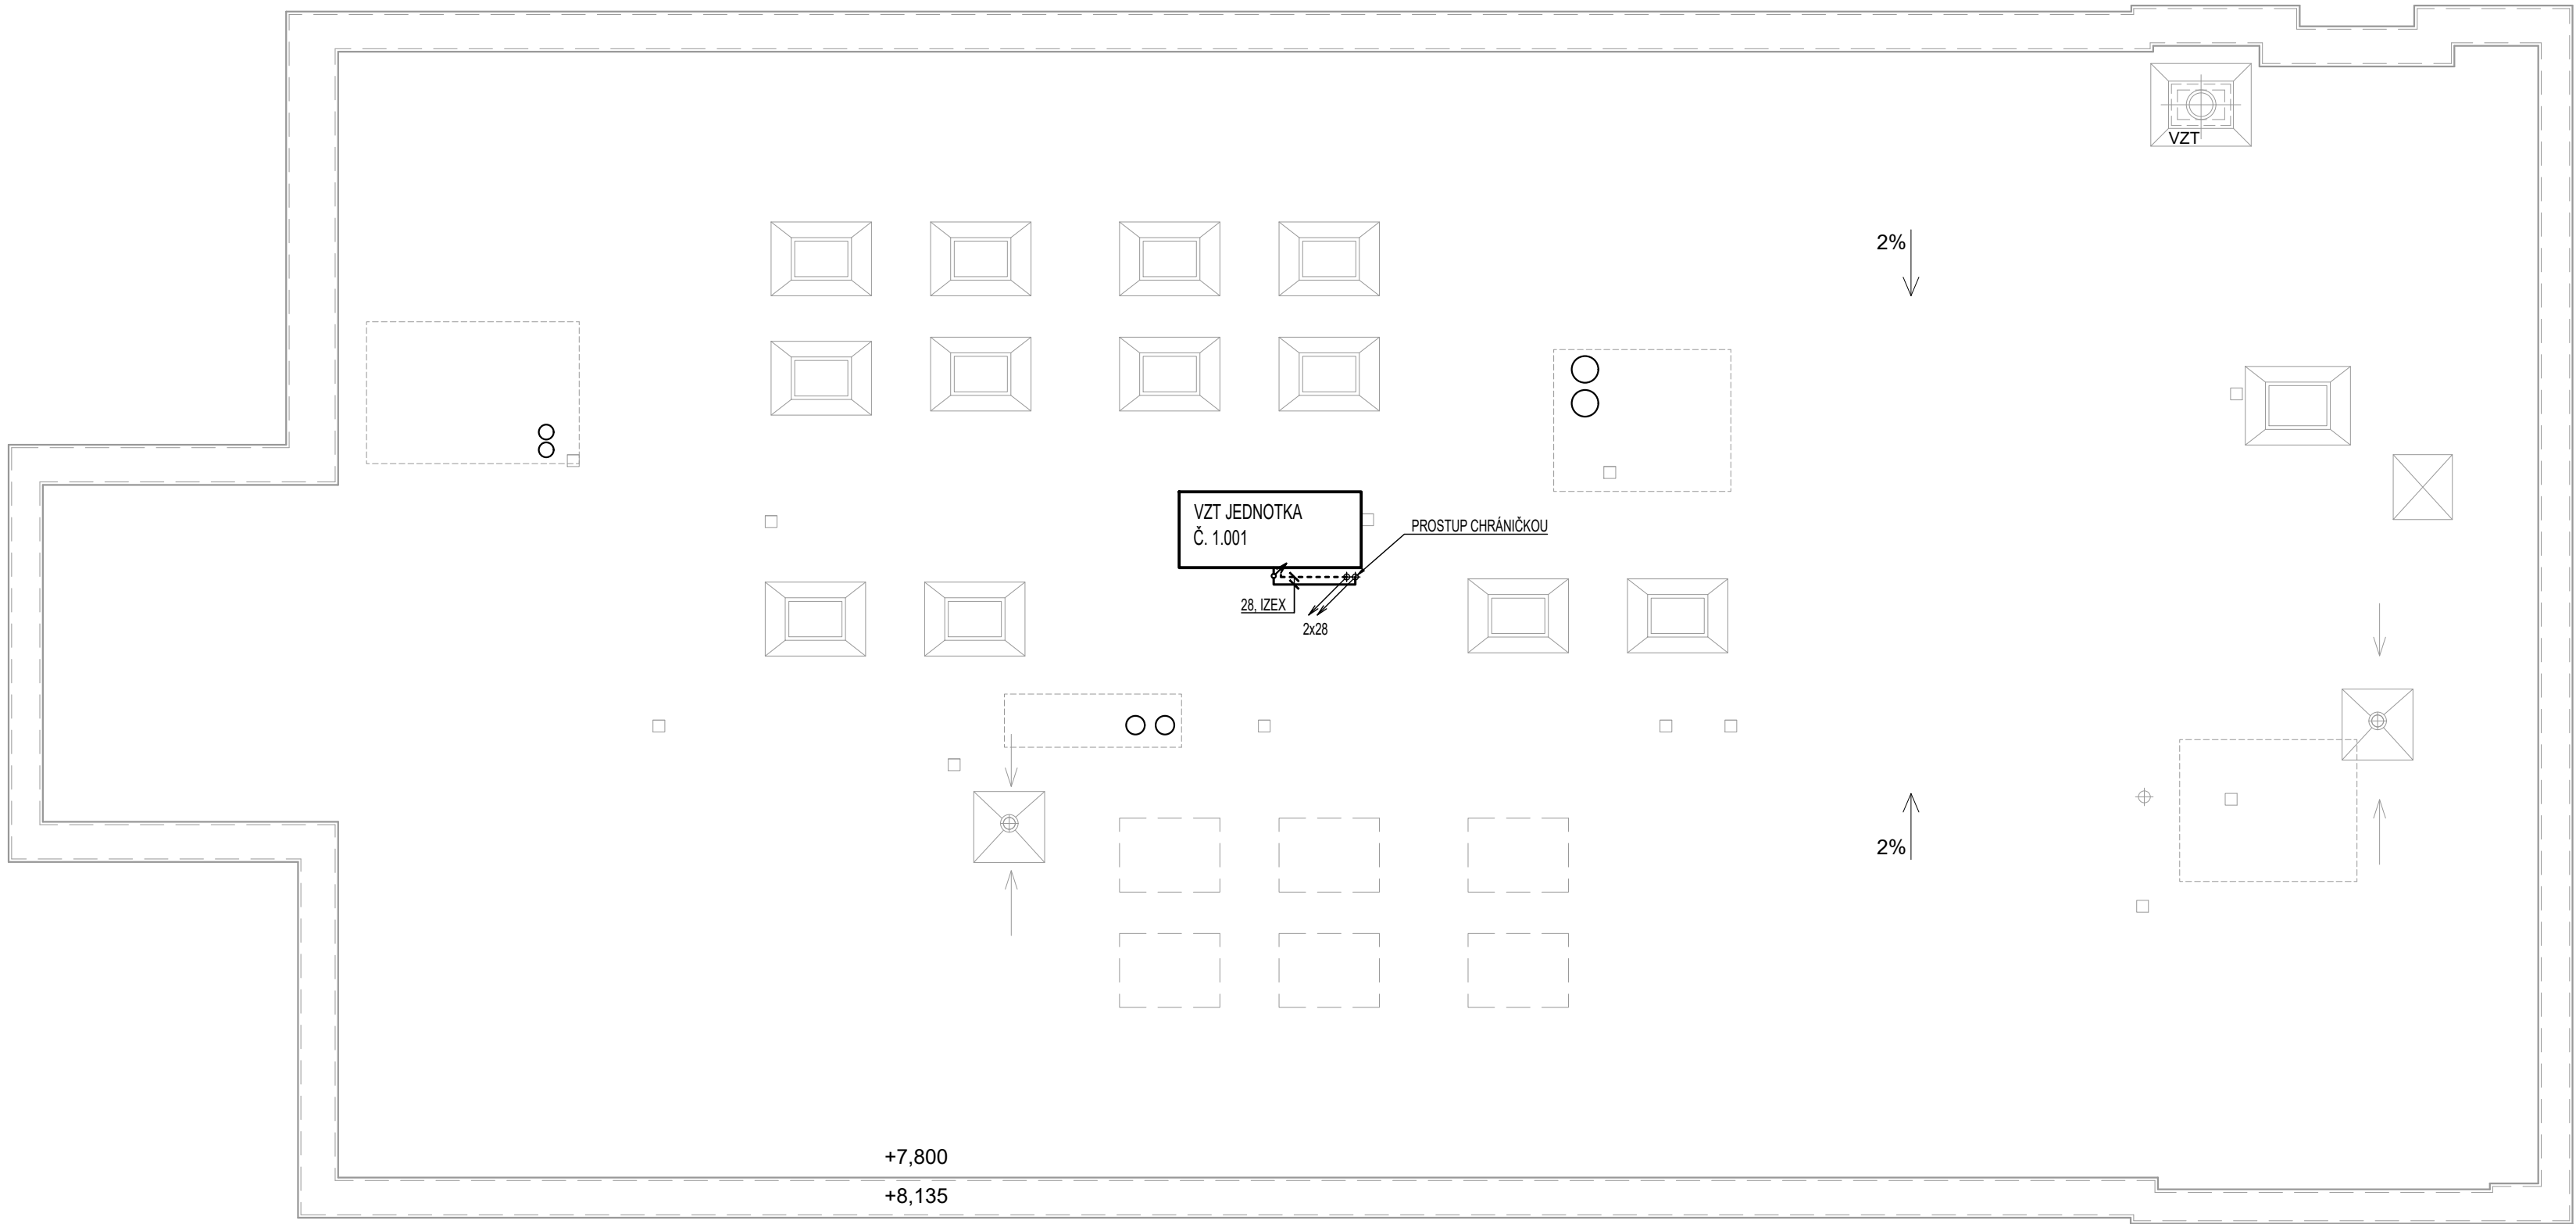 VZT
2%
VZT JEDNOTKA
Č. 1.001
PROSTUP CHRÁNIČKOU
28, IZEX
2x28
2%
+7,800
+8,135